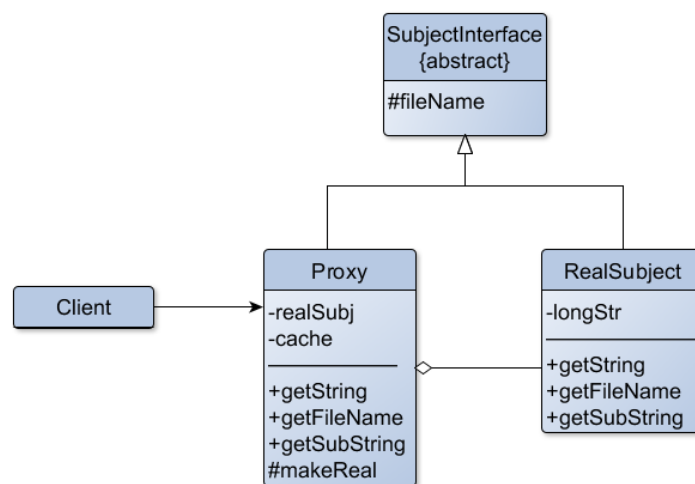 SubjectInterface
{abstract}
#fileName
Client
Proxy
-realSubj
-cache
+getString
+getFileName
+getSubString
#makeReal
RealSubject
-longStr
+getString
+getFileName
+getSubString